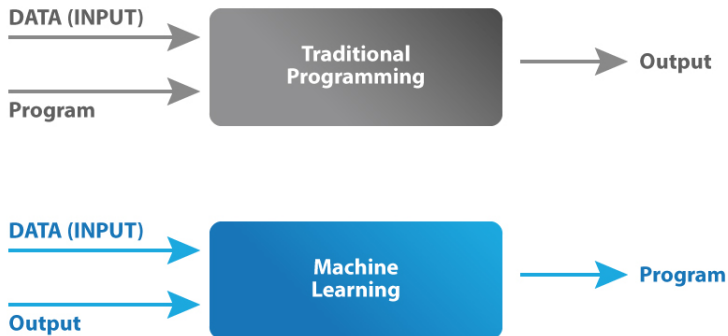 DATA (INPUT)
Traditional
Programming
Output
Program
DATA (INPUT)
Machine
Learning
Program
Output